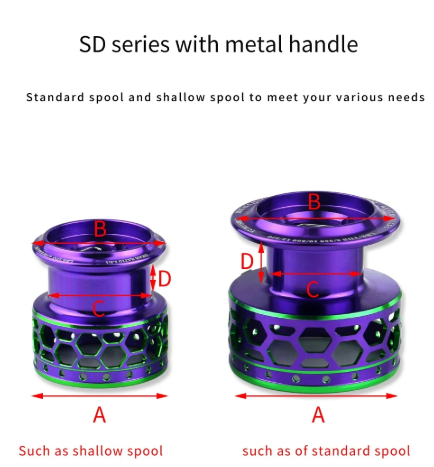 SD series with metal handle
Standard spool and shallow spool to meet your various needs
B
B
D
D
C
C
A
A
Such as shallow spool
such as of standard spool